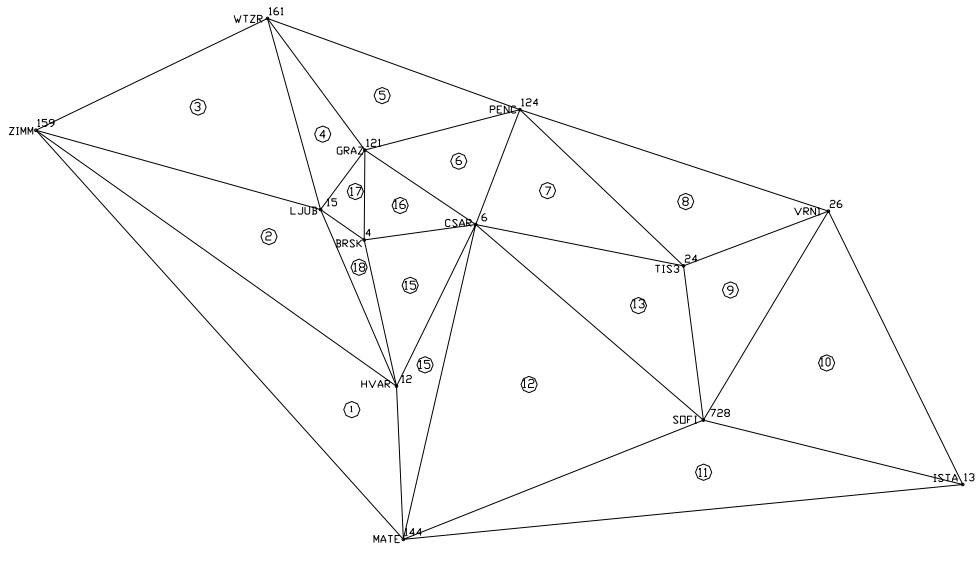 WTZR 161
5
3
PENC 124
ZIMM 159
4
GRAZ 121
6
17
7
16
8
LJUB 15
VRN1 26
CSAR 6
BRSK 4
2
18
TIS3 24
15
9
13
15
10
HVAR 12
12
1
SOFI 728
11
ISTA 13
MATE 144